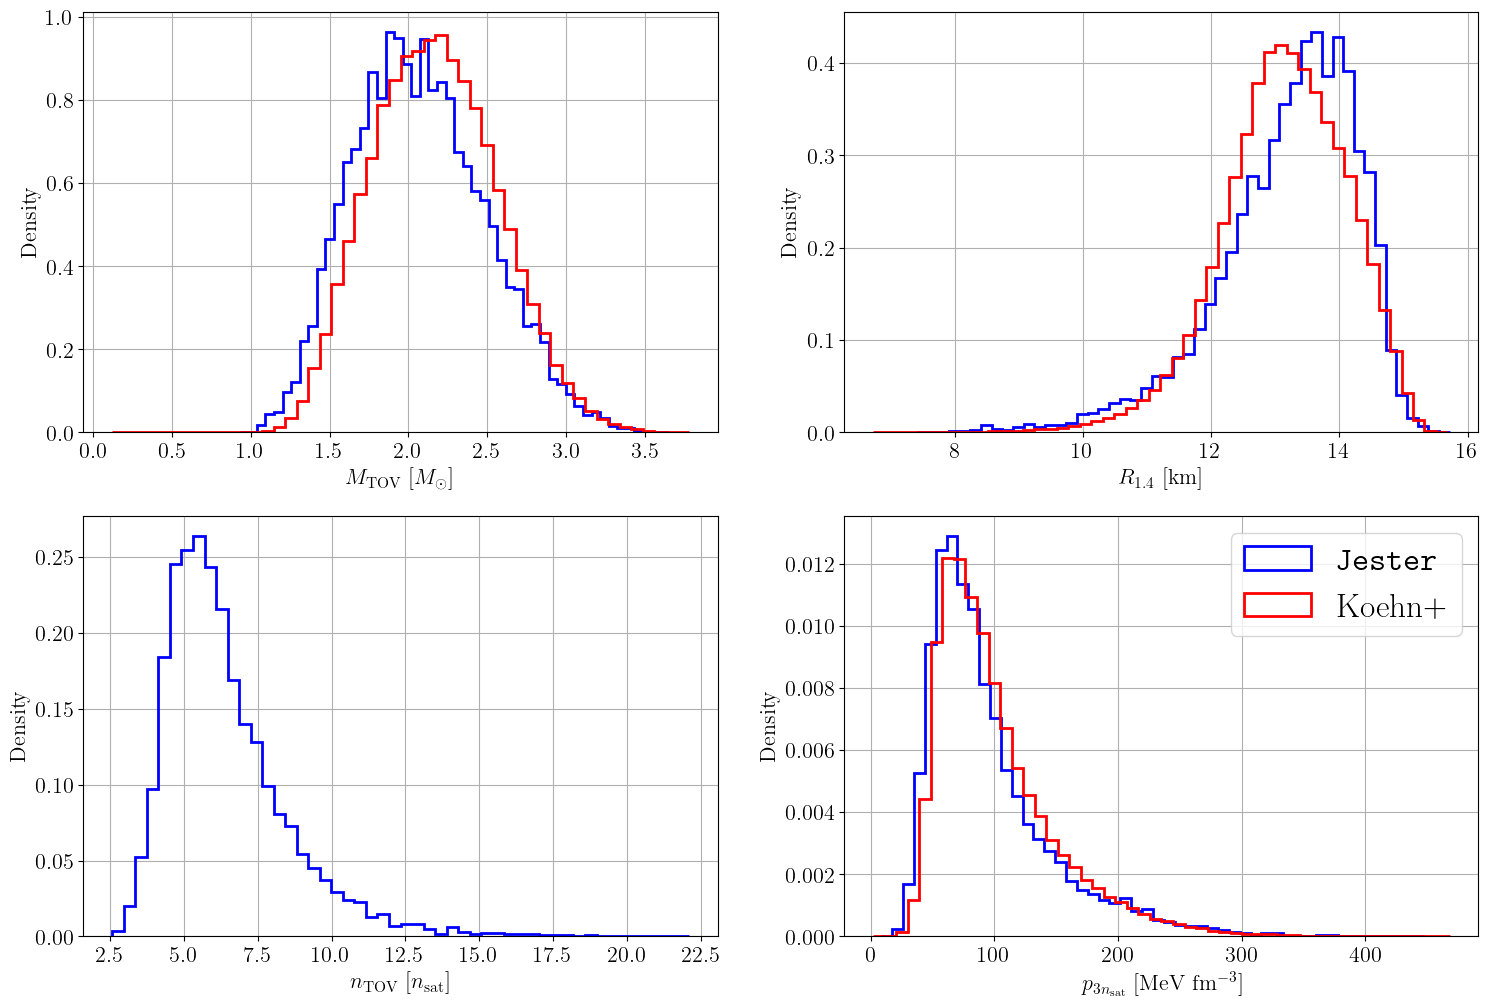 1.0
0.8
0.6
0.4
0.2
0.0
Density
0.0 0.5 1.0 1.5 2.0 2.5 3.0 3.5
M_TOV [M_⊙]
0.4
0.3
0.2
0.1
0.0
Density
8 10 12 14 16
R_1.4 [km]
0.25
0.20
0.15
0.10
0.05
0.00
Density
2.5 5.0 7.5 10.0 12.5 15.0 17.5 20.0 22.5
n_TOV [n_sat]
0.012
0.010
0.008
0.006
0.004
0.002
0.000
Density
Jester
Koehn+
0 100 200 300 400
p_3n_sat [MeV fm⁻³]